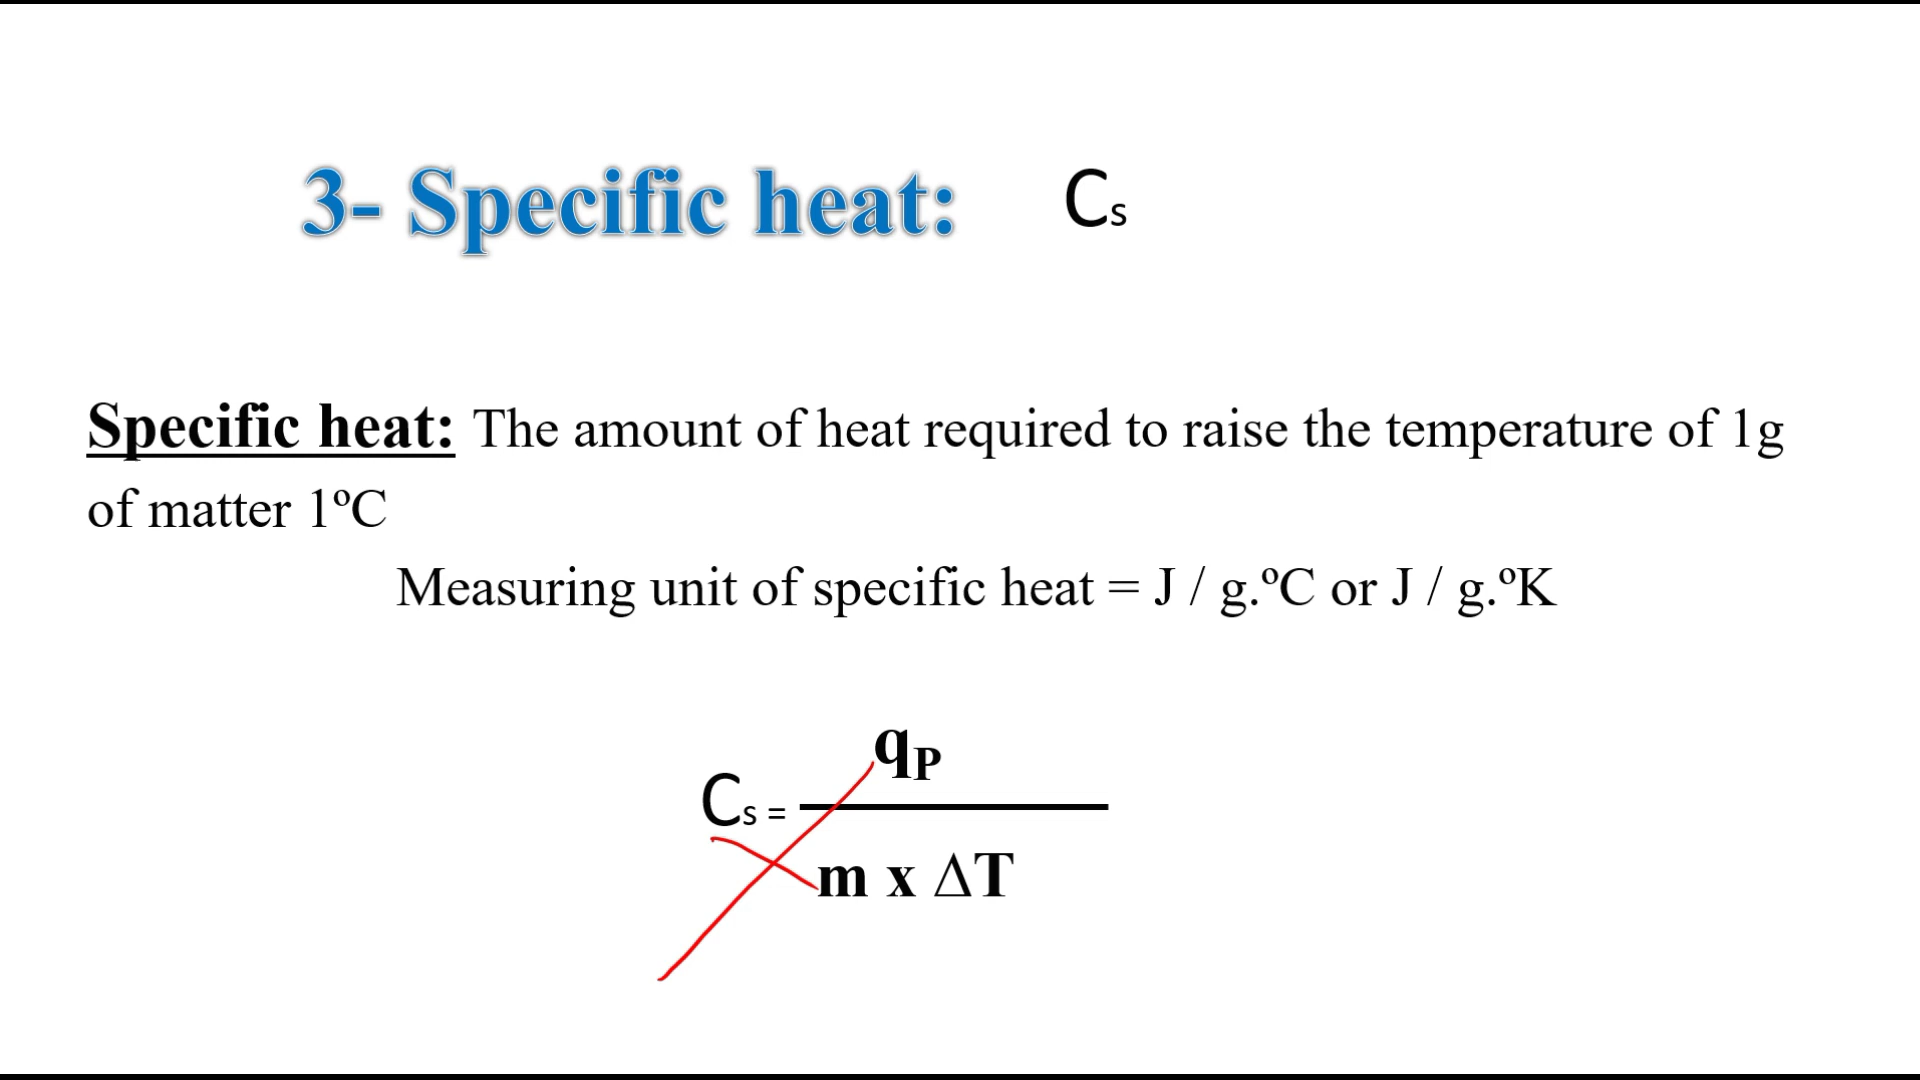 3- Specific heat: Cs
Specific heat: The amount of heat required to raise the temperature of 1g
of matter 1ºC
Measuring unit of specific heat = J / g.ºC or J / g.ºK
qP
Cs =
m x ΔT